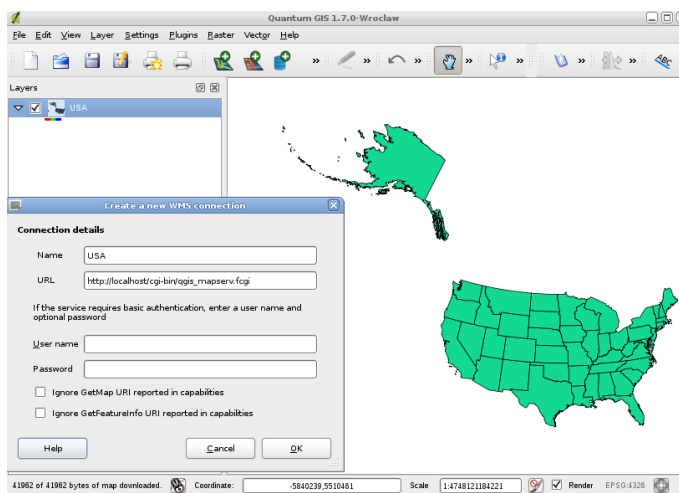 Quantum GIS 1.7.0-Wroclaw
File Edit View Layer Settings Plugins Raster Vector Help
» » » » » ABC
Layers
USA
Create a new WMS connection
Connection details
Name USA
URL http://localhost/cgi-bin/qgis_mapserv.fcgi
If the service requires basic authentication, enter a user name and
optional password
User name
Password
Ignore GetMap URI reported in capabilities
Ignore GetFeatureInfo URI reported in capabilities
Help Cancel OK
41962 of 41962 bytes of map downloaded. Coordinate: -5840239,5510461 Scale 1:4748121184221 Render EPSG:4326